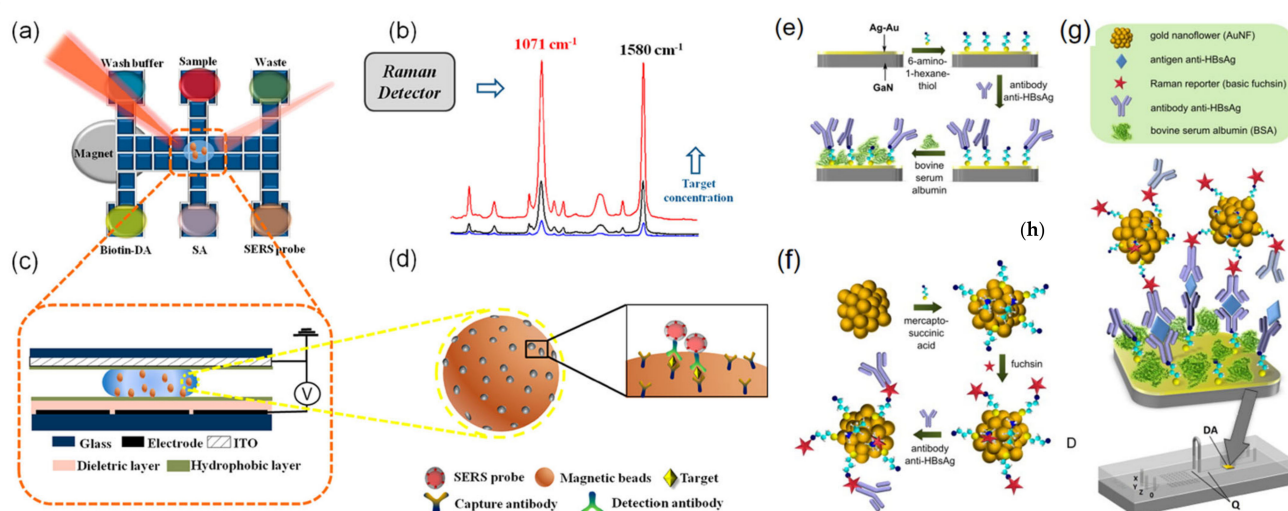 (a)
Wash buffer
Sample
Waste
Magnet
Biotin-DA
SA
SERS probe
(b)
Raman
Detector
1071 cm-1
1580 cm-1
Target
concentration
(c)
V
Glass
Electrode
ITO
Dieletric layer
Hydrophobic layer
(d)
SERS probe
Magnetic beads
Target
Capture antibody
Detection antibody
(e)
Ag-Au
GaN
6-amino-
1-hexane-
thiol
antibody
anti-HBsAg
bovine
serum
albumin
(h)
(f)
mercapto-
succinic
acid
fuchsin
antibody
anti-HBsAg
D
(g)
gold nanoflower (AuNF)
antigen anti-HBsAg
Raman reporter (basic fuchsin)
antibody anti-HBsAg
bovine serum albumin (BSA)
DA
X
Y
Z
0
Q